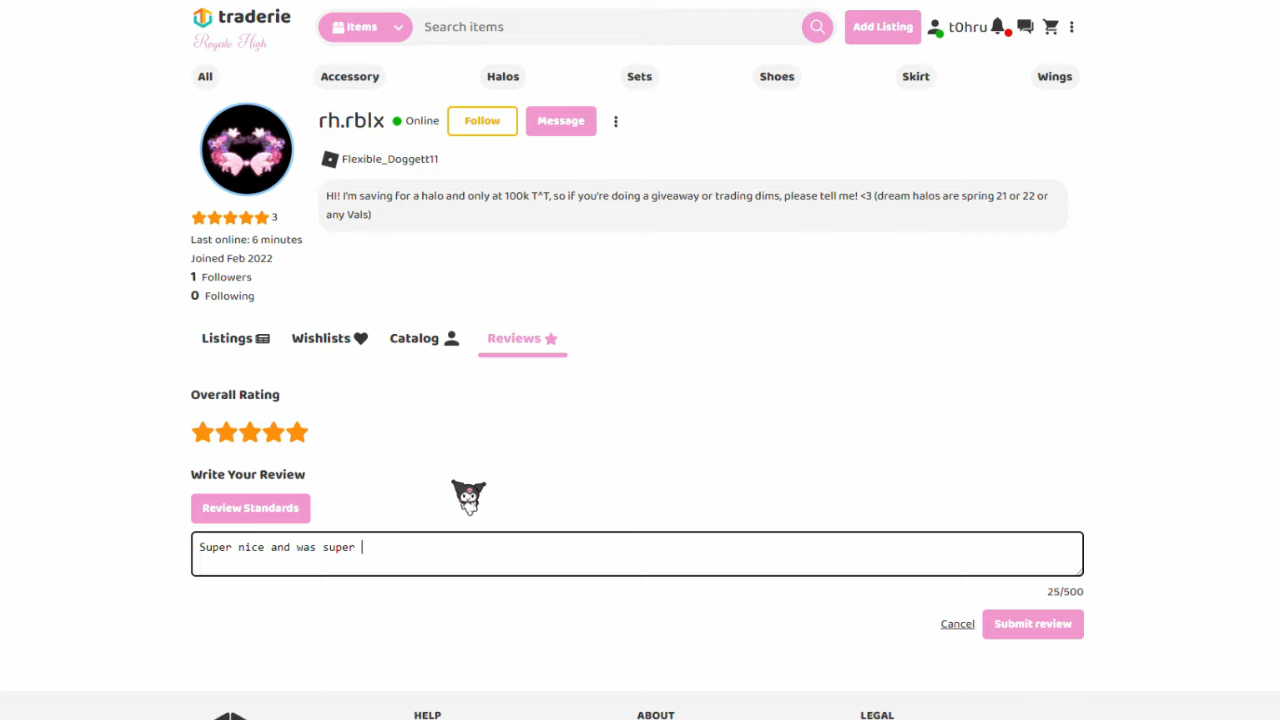 traderie
Royale High
Items
Search items
Add Listing
t0hru
All
Accessory
Halos
Sets
Shoes
Skirt
Wings
rh.rblx
Online
Follow
Message
Flexible_Doggett11
HI! I'm saving for a halo and only at 100k T^T, so if you're doing a giveaway or trading dims, please tell me! <3 (dream halos are spring 21 or 22 or
any Vals)
3
Last online: 6 minutes
Joined Feb 2022
1 Followers
0 Following
Listings
Wishlists
Catalog
Reviews
Overall Rating
Write Your Review
Review Standards
Super nice and was super
25/500
Cancel
Submit review
HELP
ABOUT
LEGAL